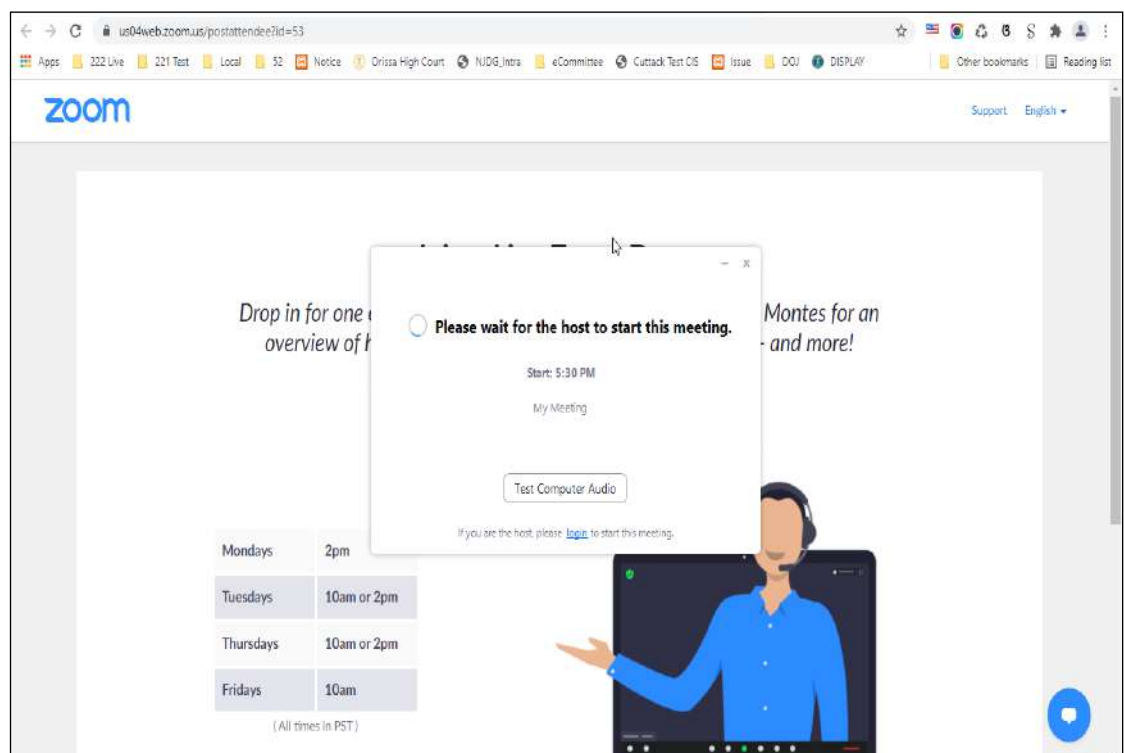 us04web.zoom.us/postattendee?id=53
Apps 222 Live 221 Test Local 52 Notice Orissa High Court NJDG_Intra eCommittee Cuttack Test CIS Issue DOJ DISPLAY Other bookmarks Reading list
zoom Support English
Please wait for the host to start this meeting.
Start: 5:30 PM
My Meeting
Test Computer Audio
If you are the host, please login to start this meeting.
Drop in for one Montes for an
overview of and more!
Mondays 2pm
Tuesdays 10am or 2pm
Thursdays 10am or 2pm
Fridays 10am
( All times in PST )